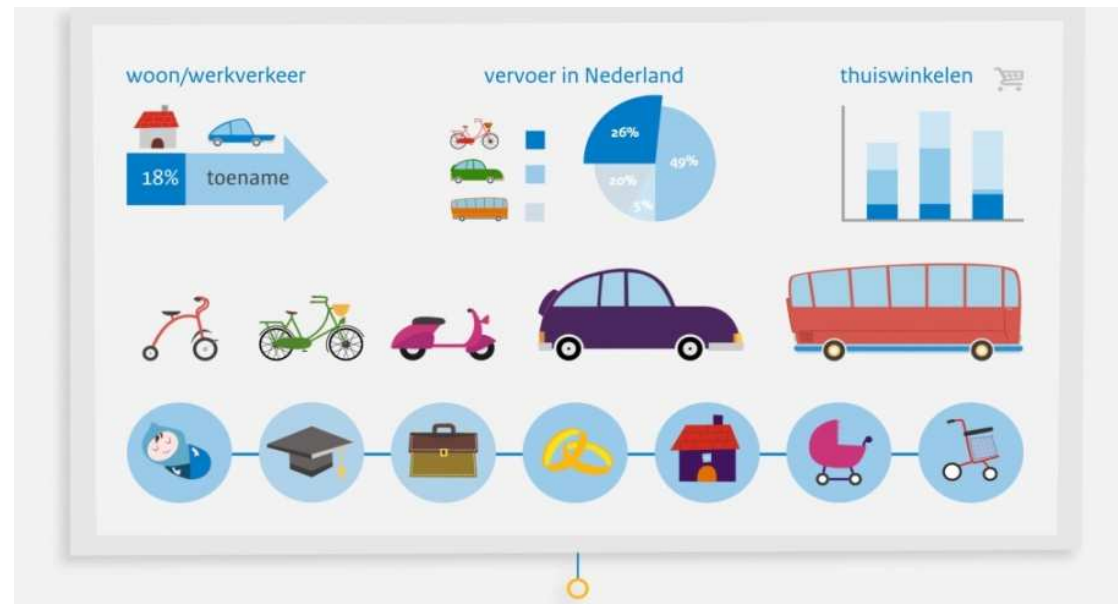 woon/werkverkeer
18% toename
vervoer in Nederland
26%
49%
20%
5%
thuiswinkelen